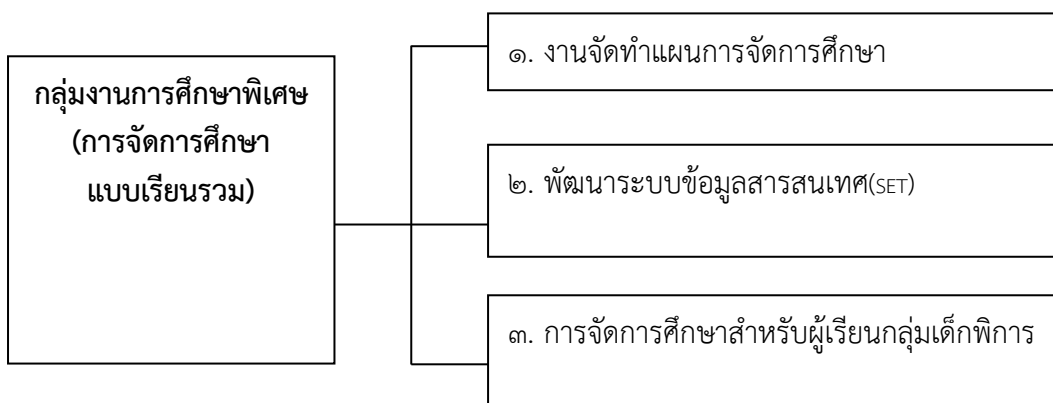 กลุ่มงานการศึกษาพิเศษ
(การจัดการศึกษา
แบบเรียนรวม)
๑. งานจัดทำแผนการจัดการศึกษา
๒. พัฒนาระบบข้อมูลสารสนเทศ(SET)
๓. การจัดการศึกษาสำหรับผู้เรียนกลุ่มเด็กพิการ